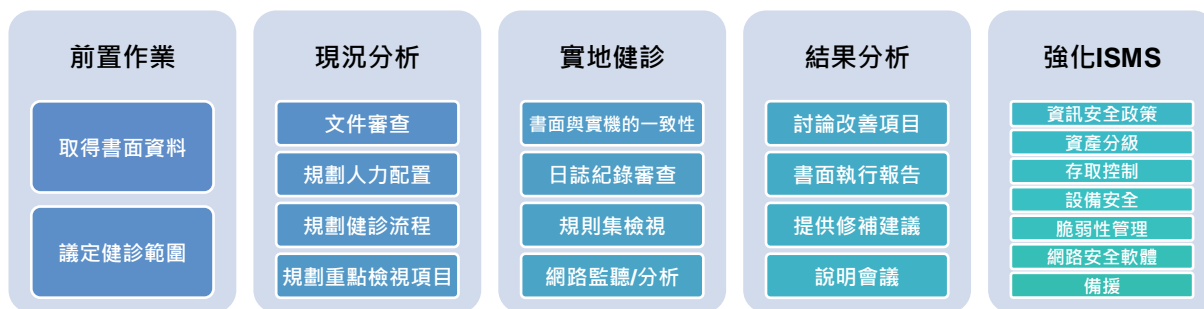 前置作業
取得書面資料
議定健診範圍
現況分析
文件審查
規劃人力配置
規劃健診流程
規劃重點檢視項目
實地健診
書面與實機的一致性
日誌紀錄審查
規則集檢視
網路監聽/分析
結果分析
討論改善項目
書面執行報告
提供修補建議
說明會議
強化ISMS
資訊安全政策
資產分級
存取控制
設備安全
脆弱性管理
網路安全軟體
備援